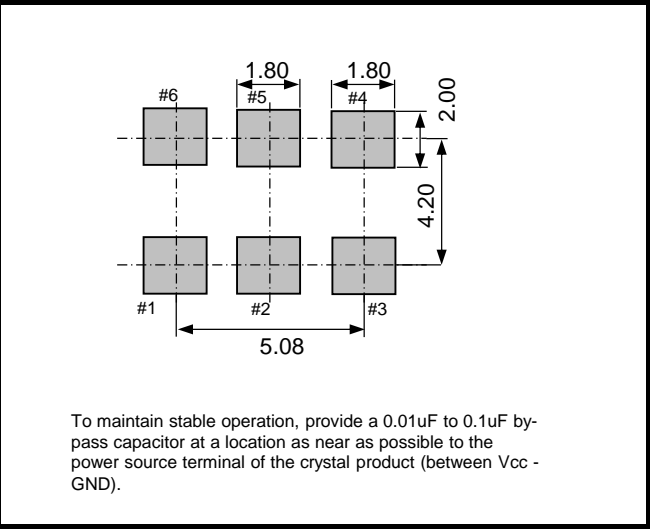 1.80 1.80
#6 #5 #4
2.00
4.20
#1 #2 #3
5.08
To maintain stable operation, provide a 0.01uF to 0.1uF by-
pass capacitor at a location as near as possible to the
power source terminal of the crystal product (between Vcc -
GND).